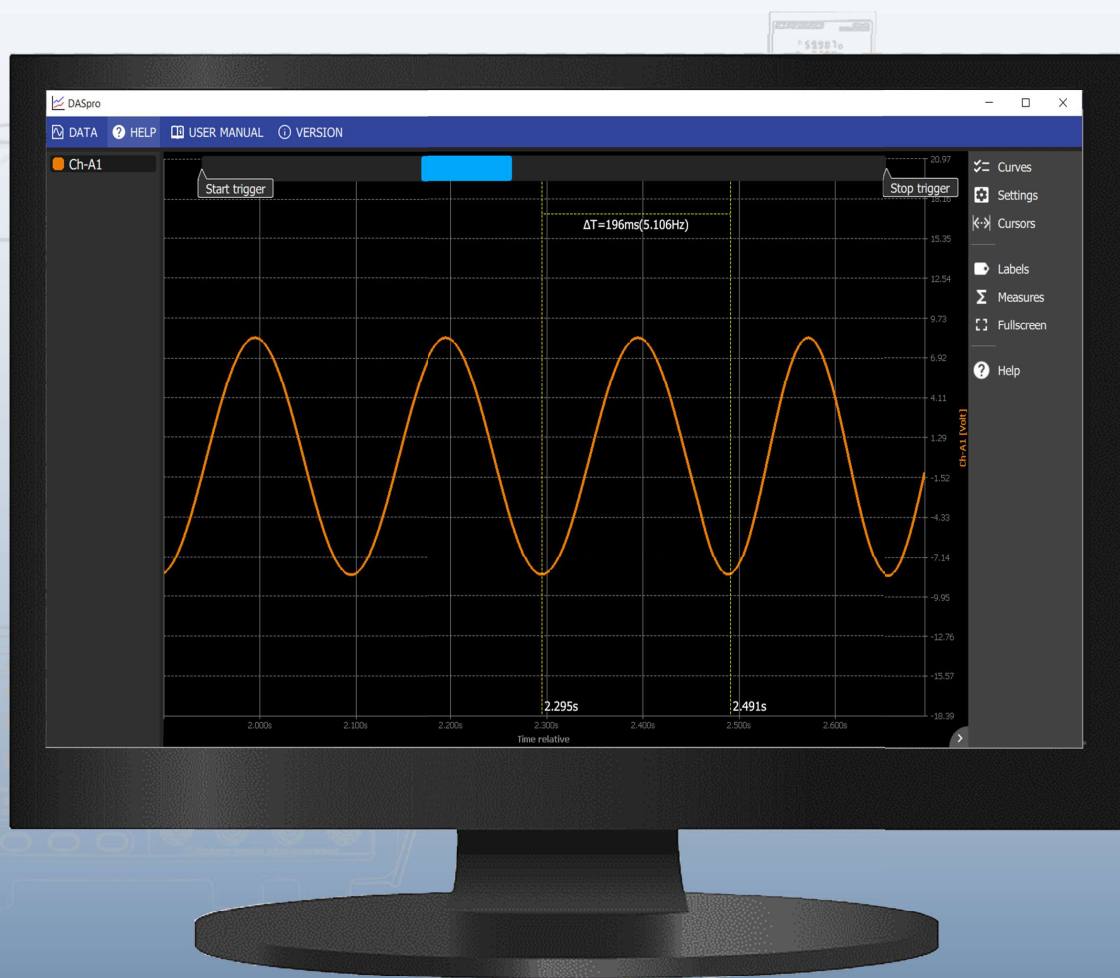 DASpro
DATA HELP USER MANUAL VERSION
Ch-A1
Start trigger
Stop trigger
ΔT=196ms(5.106Hz)
20.97
18.16
15.35
12.54
9.73
6.92
4.11
1.29
-1.52
-4.33
-7.14
-9.95
-12.76
-15.57
-18.39
Ch-A1 [Volt]
2.295s
2.491s
2.000s 2.100s 2.200s 2.300s 2.400s 2.500s 2.600s
Time relative
Curves
Settings
Cursors
Labels
Measures
Fullscreen
Help